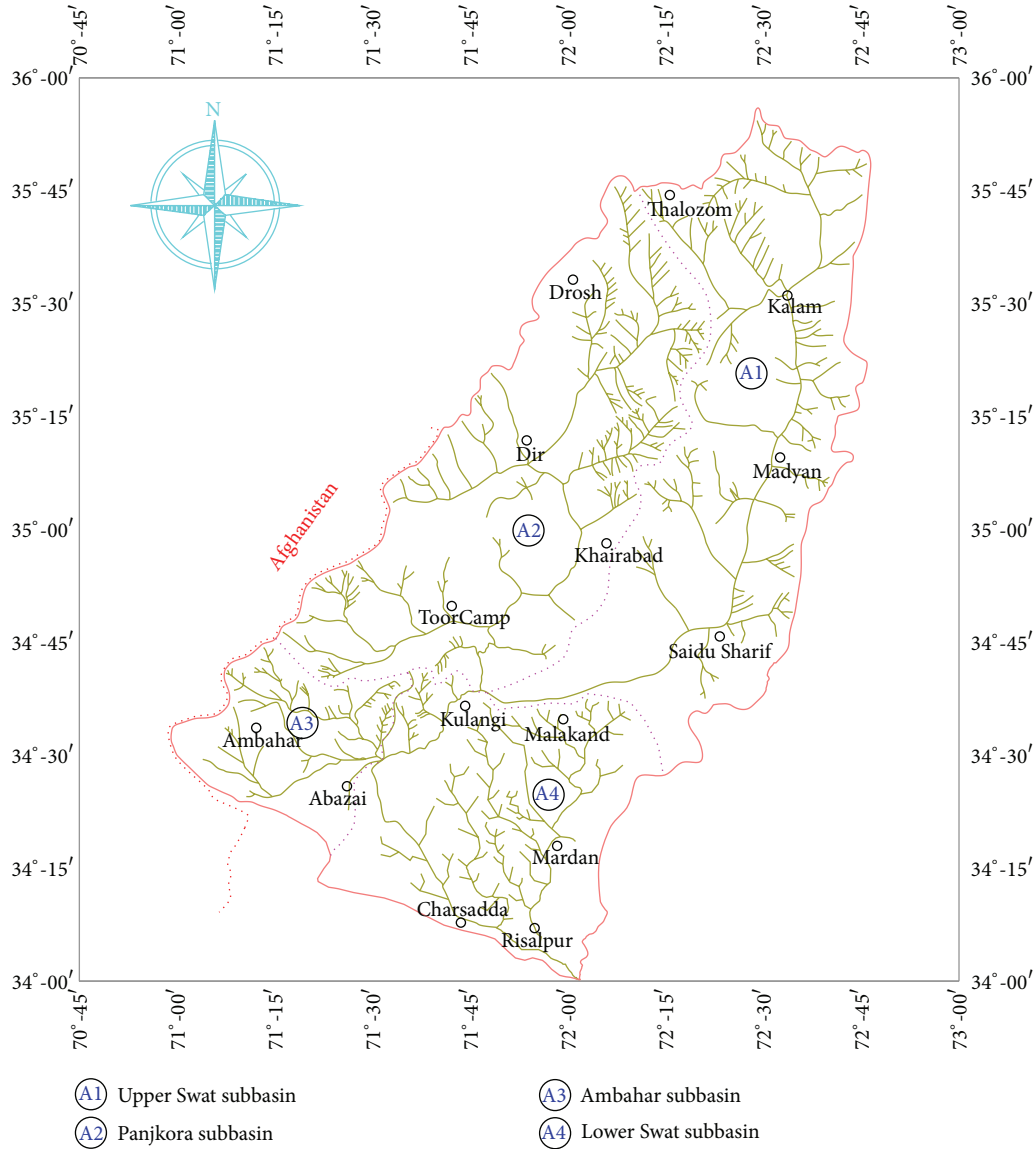 70°-45′ 71°-00′ 71°-15′ 71°-30′ 71°-45′ 72°-00′ 72°-15′ 72°-30′ 73°-00′
36°-00′ 36°-00′
N
35°-45′ 35°-45′
Thalozom
Drosh
35°-30′ Kalam 35°-30′
A1
35°-15′ 35°-15′
Dir
Madyan
Afghanistan
35°-00′ A2 35°-00′
Khairabad
ToorCamp
34°-45′ Saidu Sharif 34°-45′
A3 Kulangi
Ambahar Malakand
34°-30′ 34°-30′
Abazai A4
Mardan
34°-15′ 34°-15′
Charsadda
Risalpur
34°-00′ 34°-00′
70°-45′ 71°-00′ 71°-15′ 71°-30′ 71°-45′ 72°-00′ 72°-15′ 72°-30′ 73°-00′
A1 Upper Swat subbasin
A2 Panjkora subbasin
A3 Ambahar subbasin
A4 Lower Swat subbasin